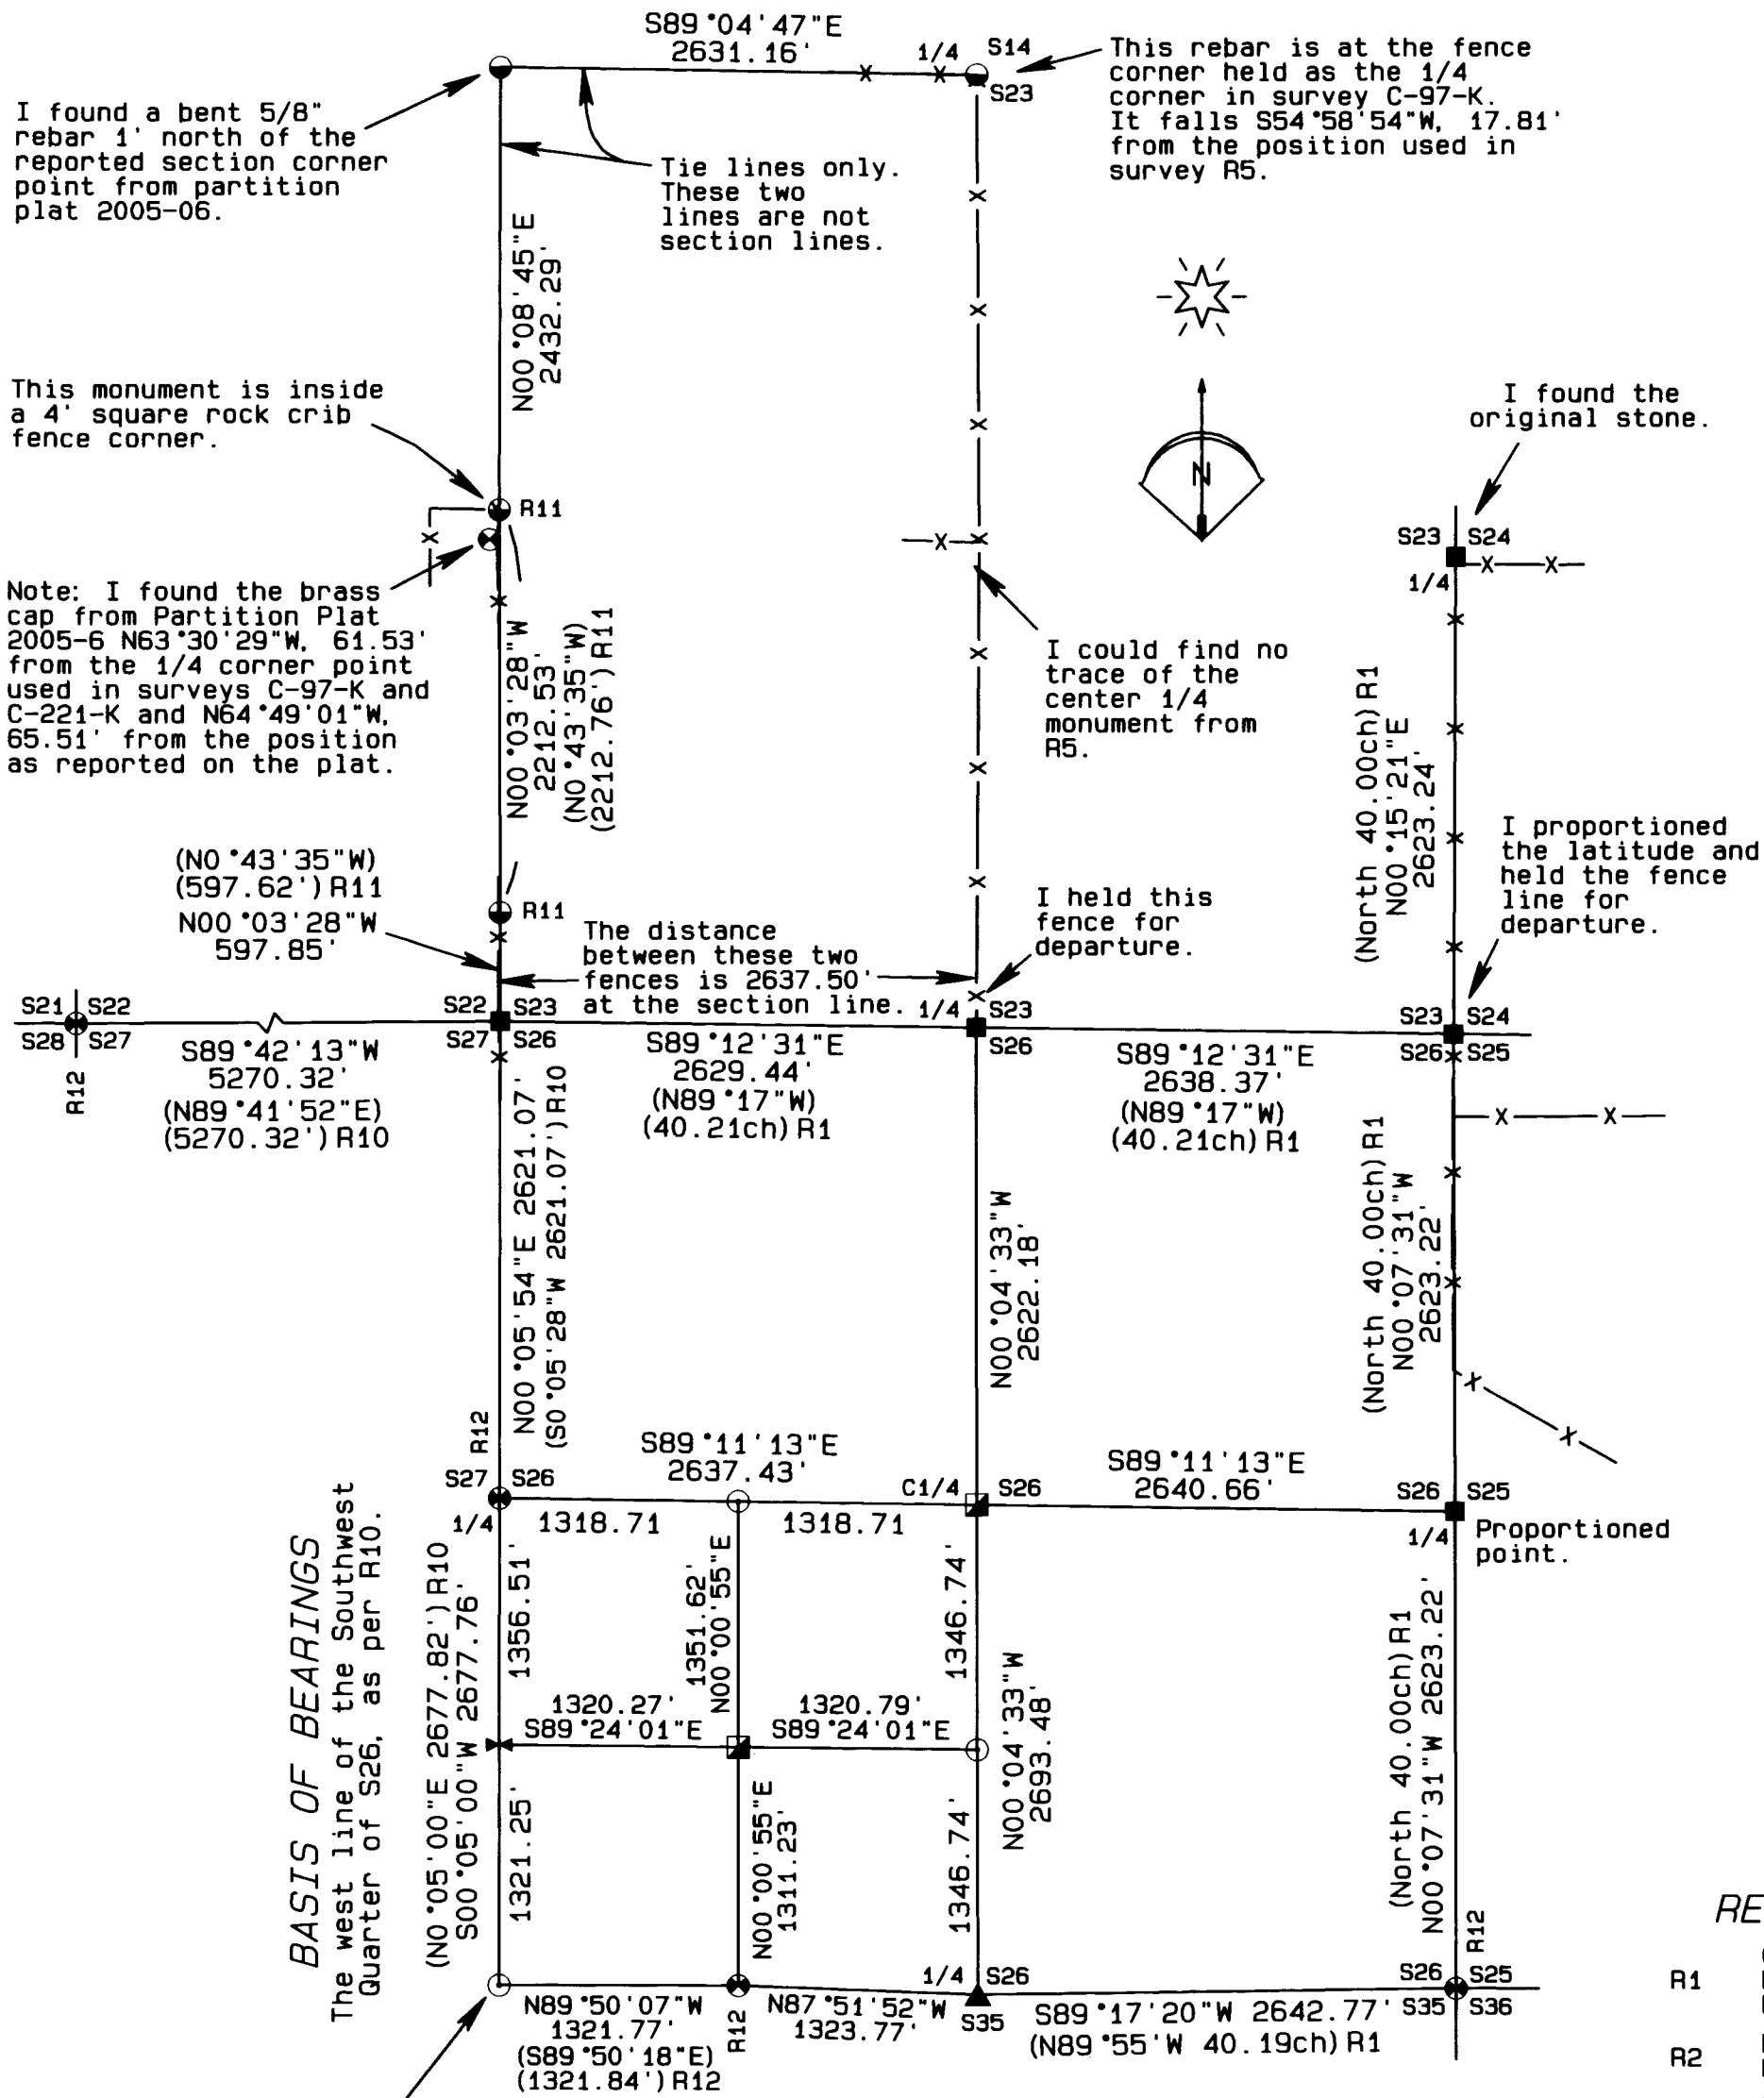 S89°04'47"E
2631.16'
1/4
S14
S23
This rebar is at the fence
corner held as the 1/4
corner in survey C-97-K.
It falls S54°58'54"W, 17.81'
from the position used in
survey R5.
I found a bent 5/8"
rebar 1' north of the
reported section corner
point from partition
plat 2005-06.
Tie lines only.
These two
lines are not
section lines.
N00°08'45"E
2432.29'
This monument is inside
a 4' square rock crib
fence corner.
R11
N
I found the
original stone.
S23
S24
1/4
Note: I found the brass
cap from Partition Plat
2005-6 N63°30'29"W, 61.53'
from the 1/4 corner point
used in surveys C-97-K and
C-221-K and N64°49'01"W,
65.51' from the position
as reported on the plat.
N00°03'28"W
2212.53'
(N0°43'35"W)
(2212.76')R11
I could find no
trace of the
center 1/4
monument from
R5.
(North 40.00ch)R1
N00°15'21"E
2623.24'
I proportioned
the latitude and
held the fence
line for
departure.
(N0°43'35"W)
(597.62')R11
N00°03'28"W
597.85'
R11
The distance
between these two
fences is 2637.50'
at the section line.
I held this
fence for
departure.
S21
S22
S28
S27
R12
S22
S23
S27
S26
1/4
S23
S26
S23
S24
S26
S25
S89°42'13"W
5270.32'
(N89°41'52"E)
(5270.32')R10
S89°12'31"E
2629.44'
(N89°17"W)
(40.21ch)R1
S89°12'31"E
2638.37'
(N89°17"W)
(40.21ch)R1
N00°05'54"E 2621.07'
(S0°05'28"W 2621.07')R10
N00°04'33"W
2622.18'
(North 40.00ch)R1
N00°07'31"W
2623.22'
R12
S27
S26
1/4
S89°11'13"E
2637.43'
C1/4
S26
S89°11'13"E
2640.66'
S26
S25
1/4
Proportioned
point.
1318.71
1318.71
BASIS OF BEARINGS
The west line of the Southwest
Quarter of S26, as per R10.
(N0°05'00"E 2677.82')R10
S00°05'00"W 2677.76'
1356.51'
1351.62'
N00°00'55"E
1346.74'
1320.27'
S89°24'01"E
1320.79'
S89°24'01"E
1321.25'
N00°00'55"E
1311.23'
1346.74'
N00°04'33"W
2693.48'
(North 40.00ch)R1
N00°07'31"W 2623.22'
R12
1/4
S26
S35
S26
S25
S35
S36
N89°50'07"W
1321.77'
(S89°50'18"E)
(1321.84')R12
R12
N87°51'52"W
1323.77'
S89°17'20"W 2642.77'
(N89°55'W 40.19ch)R1
RE
R1
R2